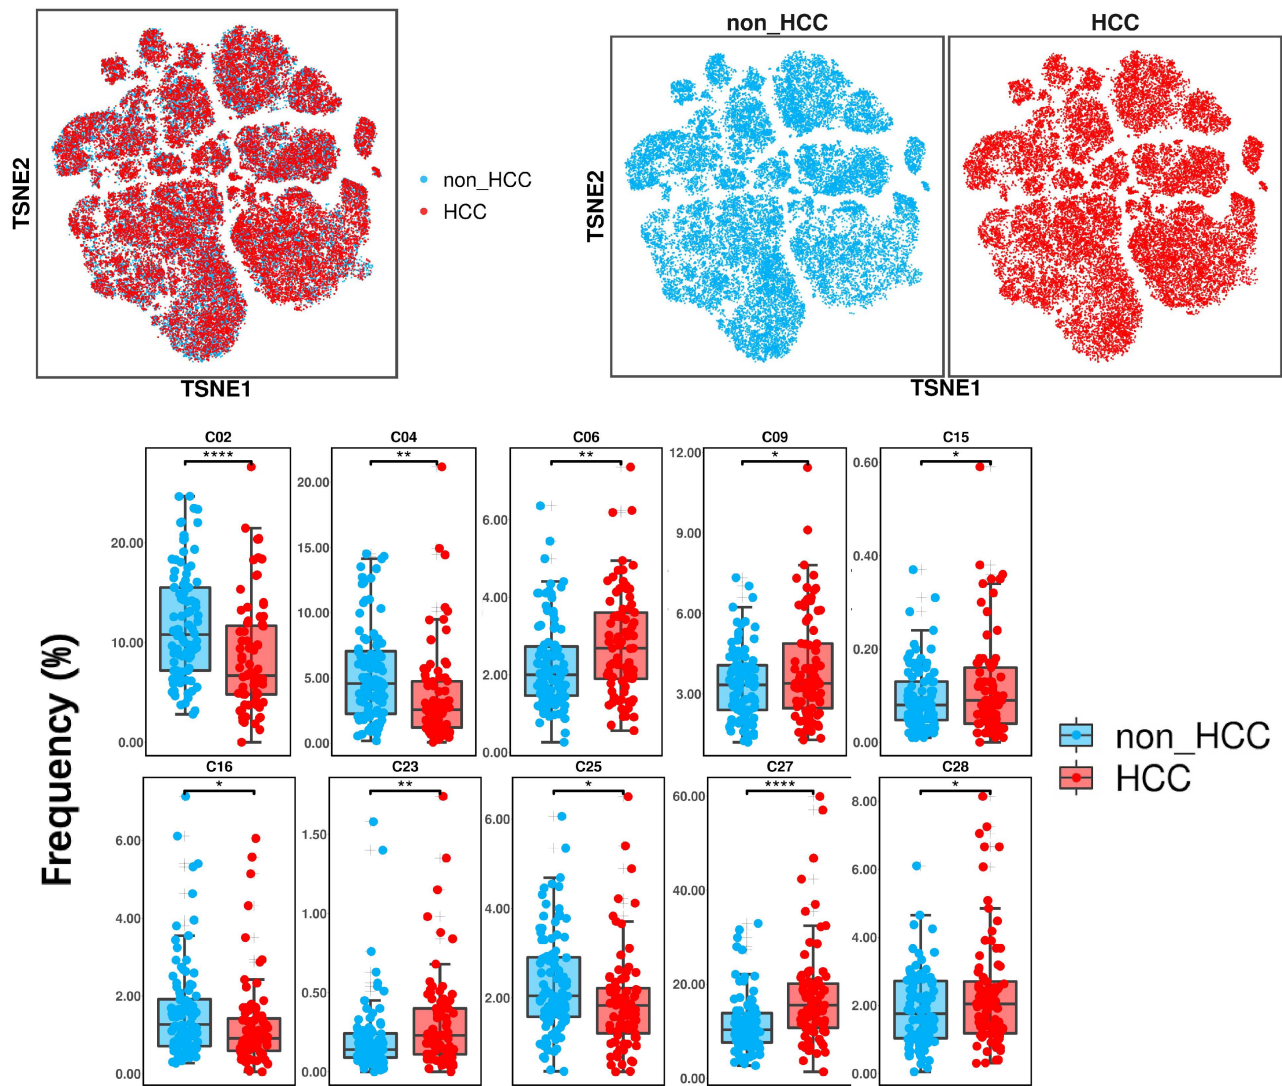 non_HCC
HCC
TSNE2
TSNE1
non_HCC
HCC
TSNE2
TSNE1
Frequency (%)
C02
****
20.00
10.00
0.00
C04
**
20.00
15.00
10.00
5.00
0.00
C06
**
6.00
4.00
2.00
0.00
C09
*
12.00
9.00
6.00
3.00
C15
*
0.60
0.40
0.20
0.00
C16
*
6.00
4.00
2.00
0.00
C23
**
1.50
1.00
0.50
0.00
C25
*
6.00
4.00
2.00
C27
****
60.00
40.00
20.00
0.00
C28
*
8.00
6.00
4.00
2.00
0.00
non_HCC
HCC